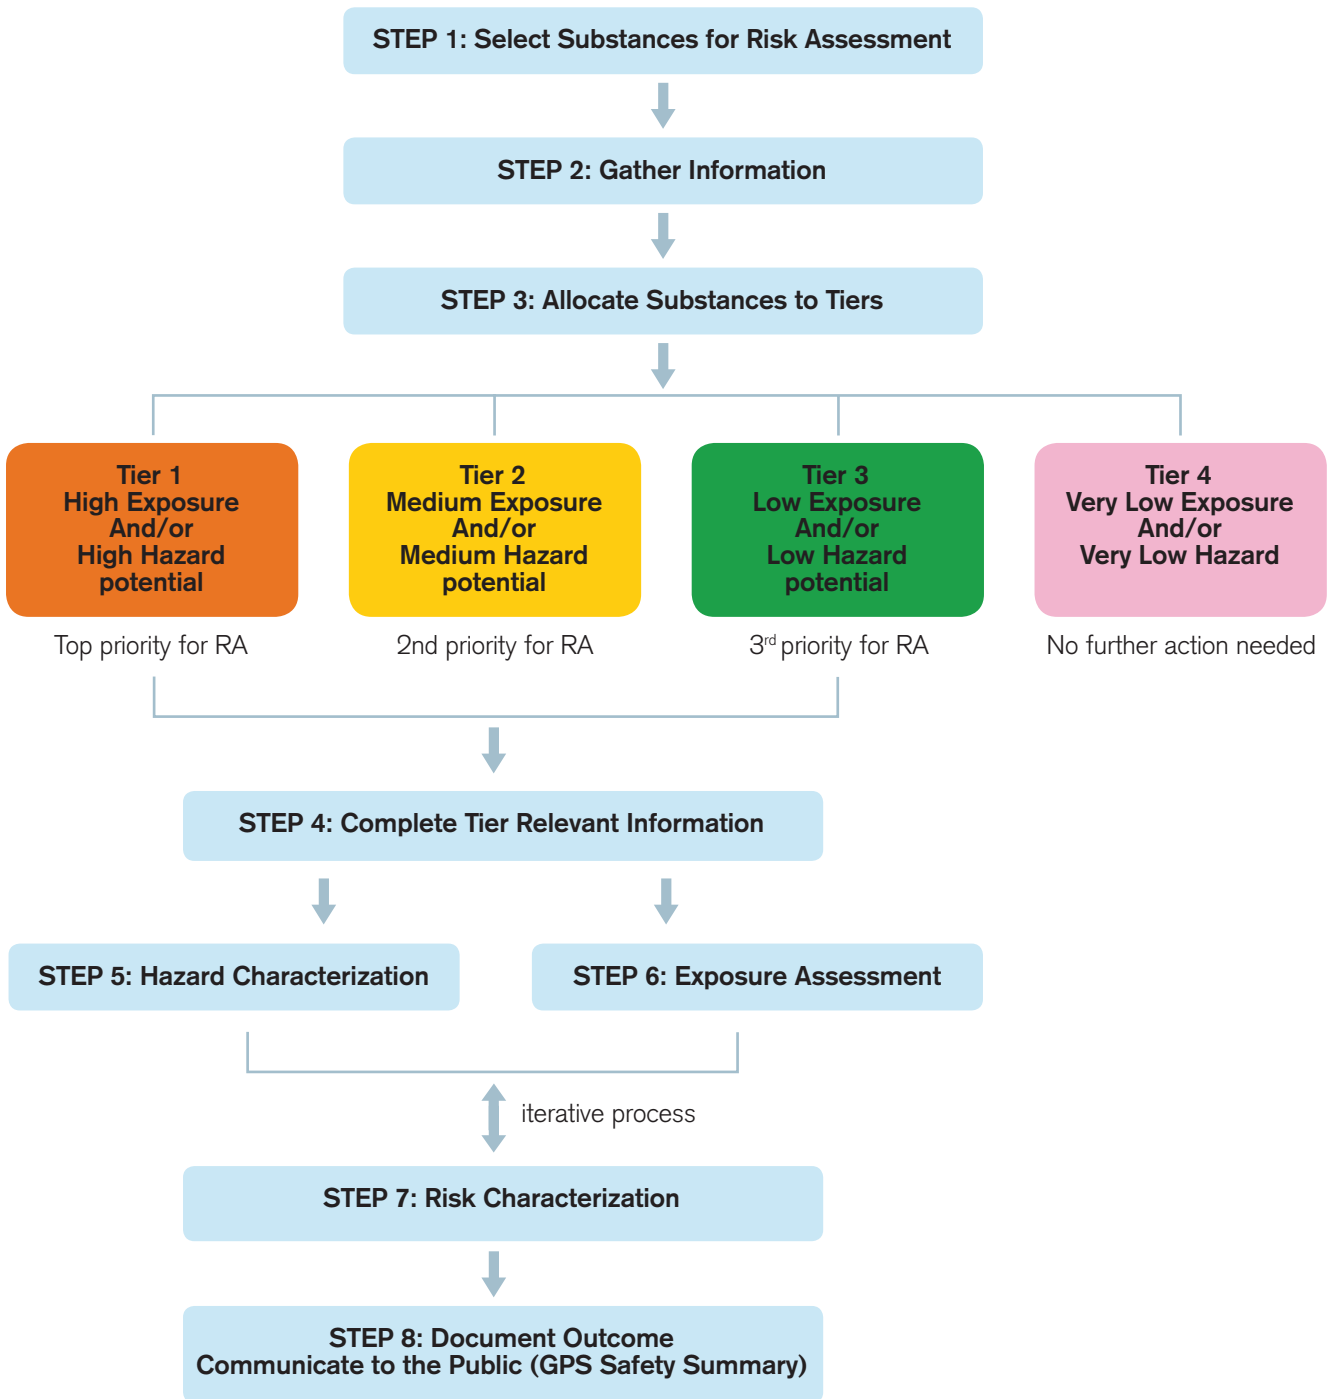 STEP 1: Select Substances for Risk Assessment
STEP 2: Gather Information
STEP 3: Allocate Substances to Tiers
Tier 1
High Exposure
And/or
High Hazard
potential
Tier 2
Medium Exposure
And/or
Medium Hazard
potential
Tier 3
Low Exposure
And/or
Low Hazard
potential
Tier 4
Very Low Exposure
And/or
Very Low Hazard
Top priority for RA
2nd priority for RA
3rd priority for RA
No further action needed
STEP 4: Complete Tier Relevant Information
STEP 5: Hazard Characterization
STEP 6: Exposure Assessment
iterative process
STEP 7: Risk Characterization
STEP 8: Document Outcome
Communicate to the Public (GPS Safety Summary)